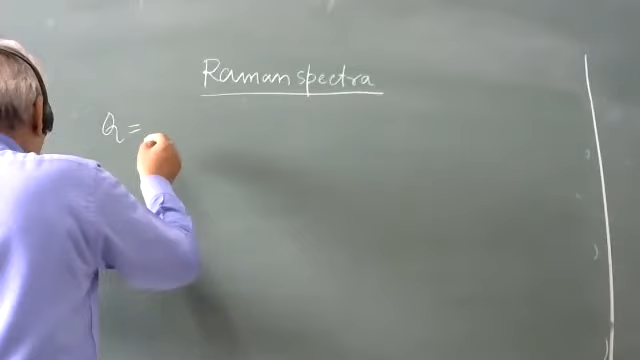 Raman spectra
Q =